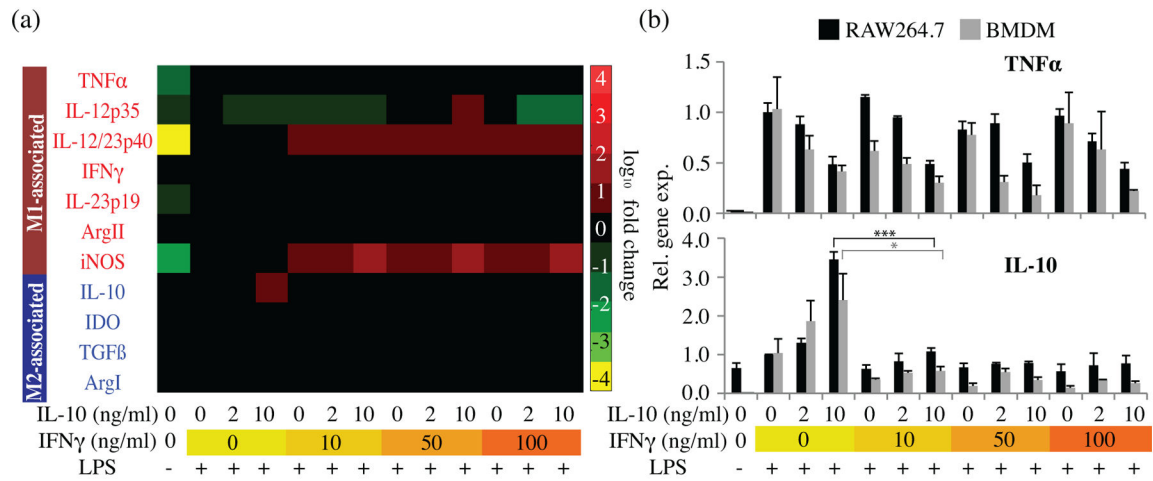 (a)
M1-associated
M2-associated
TNFα
IL-12p35
IL-12/23p40
IFNγ
IL-23p19
ArgII
iNOS
IL-10
IDO
TGFß
ArgI
4
3
2
1
0
-1
-2
-3
-4
log₁₀ fold change
IL-10 (ng/ml) 0 0 2 10 0 2 10 0 2 10 0 2 10
IFNγ (ng/ml) 0 0 10 50 100
LPS - + + + + + + + + + + + +
(b)
RAW264.7 BMDM
TNFα
1.5
1.0
0.5
0.0
Rel. gene exp.
IL-10
4.0
3.0
2.0
1.0
0.0
***
*
IL-10 (ng/ml) 0 0 2 10 0 2 10 0 2 10 0 2 10
IFNγ (ng/ml) 0 0 10 50 100
LPS - + + + + + + + + + + + +